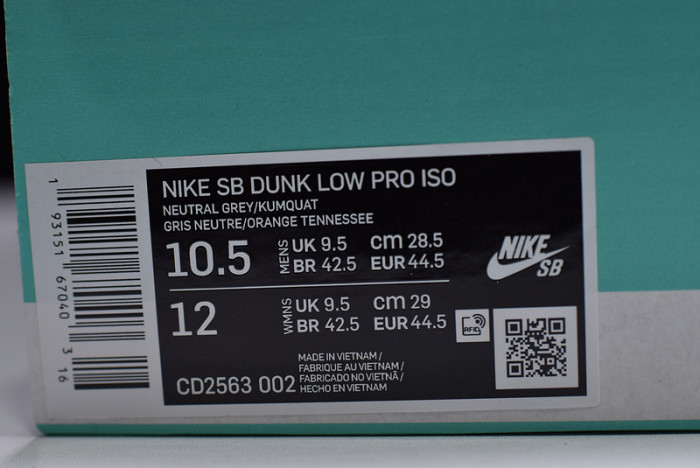 NIKE SB DUNK LOW PRO ISO
NEUTRAL GREY/KUMQUAT
GRIS NEUTRE/ORANGE TENNESSEE
10.5 MENS UK 9.5 cm 28.5
BR 42.5 EUR 44.5
12 WMNS UK 9.5 cm 29
BR 42.5 EUR 44.5
NIKE
SB
RFID
CD2563 002
MADE IN VIETNAM /
FABRIQUE AU VIETNAM /
FABRICADO NO VIETNÃ /
HECHO EN VIETNAM
1 93151 67040 3 16